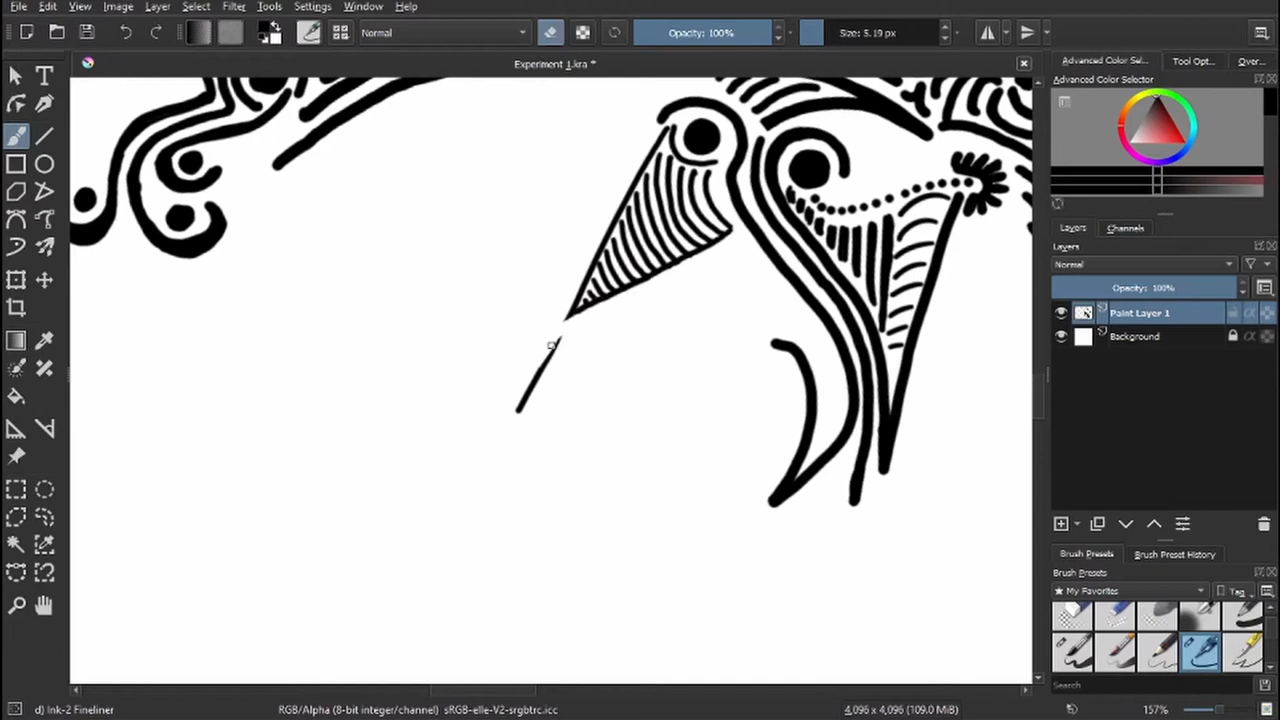 File Edit View Image Layer Select Filter Tools Settings Window Help
Normal Opacity: 100% Size: 5.19 px
Experiment 1.kra *
Advanced Color Sel... Tool Opt... Over...
Advanced Color Selector
Layers Channels
Layers
Normal
Opacity: 100%
Paint Layer 1
Background
Brush Presets Brush Preset History
Brush Presets
My Favorites Tag
Search
d) Ink-2 Fineliner RGB/Alpha (8-bit integer/channel) sRGB-elle-V2-srgbtrc.icc 4,096 x 4,096 (109.0 MiB) 157%